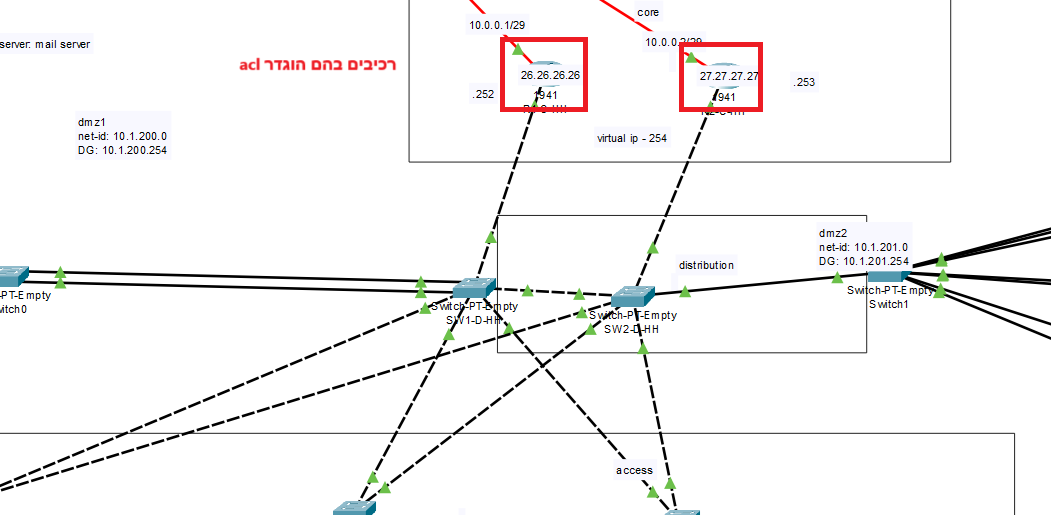 core
10.0.0.1/29
10.0.0.2/29
server: mail server
רכיבים בהם הוגדר acl
26.26.26.26
27.27.27.27
.252
1941
.253
1941
dmz1
net-id: 10.1.200.0
DG: 10.1.200.254
virtual ip - 254
dmz2
net-id: 10.1.201.0
DG: 10.1.201.254
distribution
-PT-Empty
witch0
Switch-PT-Empty
SW1-D-HH
Switch-PT-Empty
SW2-D-HH
Switch-PT-Empty
Switch1
access